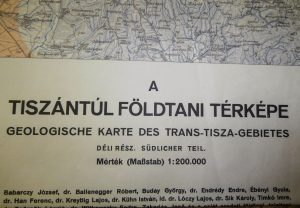 A
TISZÁNTÚL FÖLDTANI TÉRKÉPE
GEOLOGISCHE KARTE DES TRANS-TISZA-GEBIETES
DÉLI RÉSZ. SÜDLICHER TEIL.
Mérték (Maßstab) 1:200.000
Babarczy József, dr. Ballenegger Róbert, Buday György, dr. Endrédy Endre, Ébényi Gyula,
dr. Han Ferenc, dr. Kreybig Lajos, dr. Kühn István, id. dr. Lóczy Lajos, dr. Sik Károly, Timkó Imre,